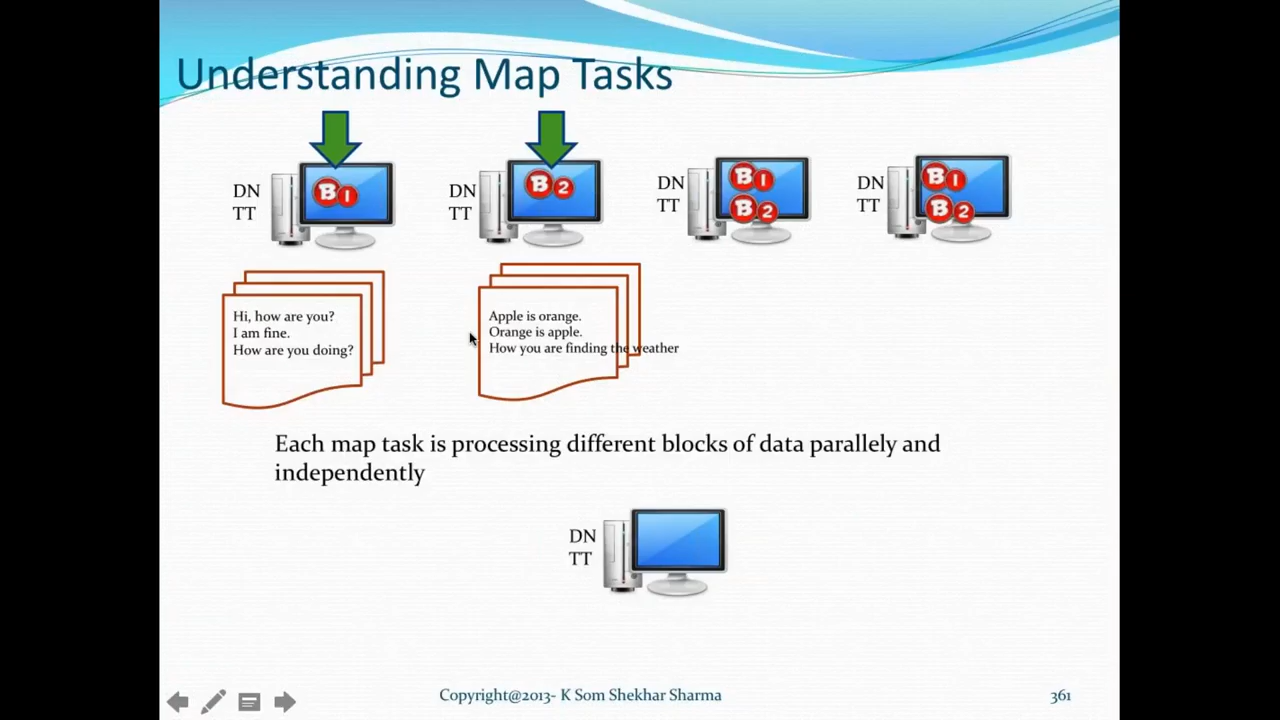 Understanding Map Tasks
DN
TT
B1
DN
TT
B2
DN
TT
B1
B2
DN
TT
B1
B2
Hi, how are you?
I am fine.
How are you doing?
Apple is orange.
Orange is apple.
How you are finding the weather
Each map task is processing different blocks of data parallely and
independently
DN
TT
Copyright@2013- K Som Shekhar Sharma
361